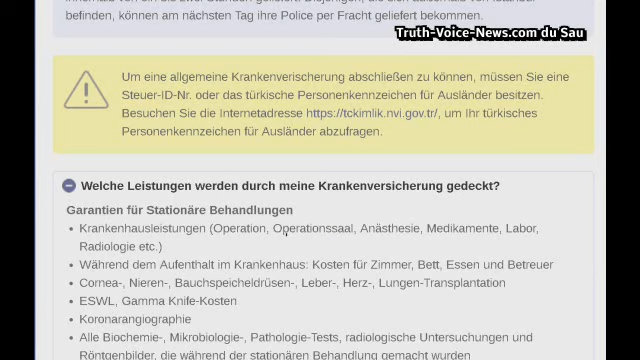 befinden, können am nächsten Tag ihre Police per Fracht geliefert bekommen.
Truth-Voice-News.com du Sau
Um eine allgemeine Krankenverischerung abschließen zu können, müssen Sie eine
Steuer-ID-Nr. oder das türkische Personenkennzeichen für Ausländer besitzen.
Besuchen Sie die Internetadresse https://tckimlik.nvi.gov.tr/, um Ihr türkisches
Personenkennzeichen für Ausländer abzufragen.
Welche Leistungen werden durch meine Krankenversicherung gedeckt?
Garantien für Stationäre Behandlungen
• Krankenhausleistungen (Operation, Operationssaal, Anästhesie, Medikamente, Labor,
Radiologie etc.)
• Während dem Aufenthalt im Krankenhaus: Kosten für Zimmer, Bett, Essen und Betreuer
• Cornea-, Nieren-, Bauchspeicheldrüsen-, Leber-, Herz-, Lungen-Transplantation
• ESWL, Gamma Knife-Kosten
• Koronarangiographie
• Alle Biochemie-, Mikrobiologie-, Pathologie-Tests, radiologische Untersuchungen und
Röntgenbilder, die während der stationären Behandlung gemacht wurden